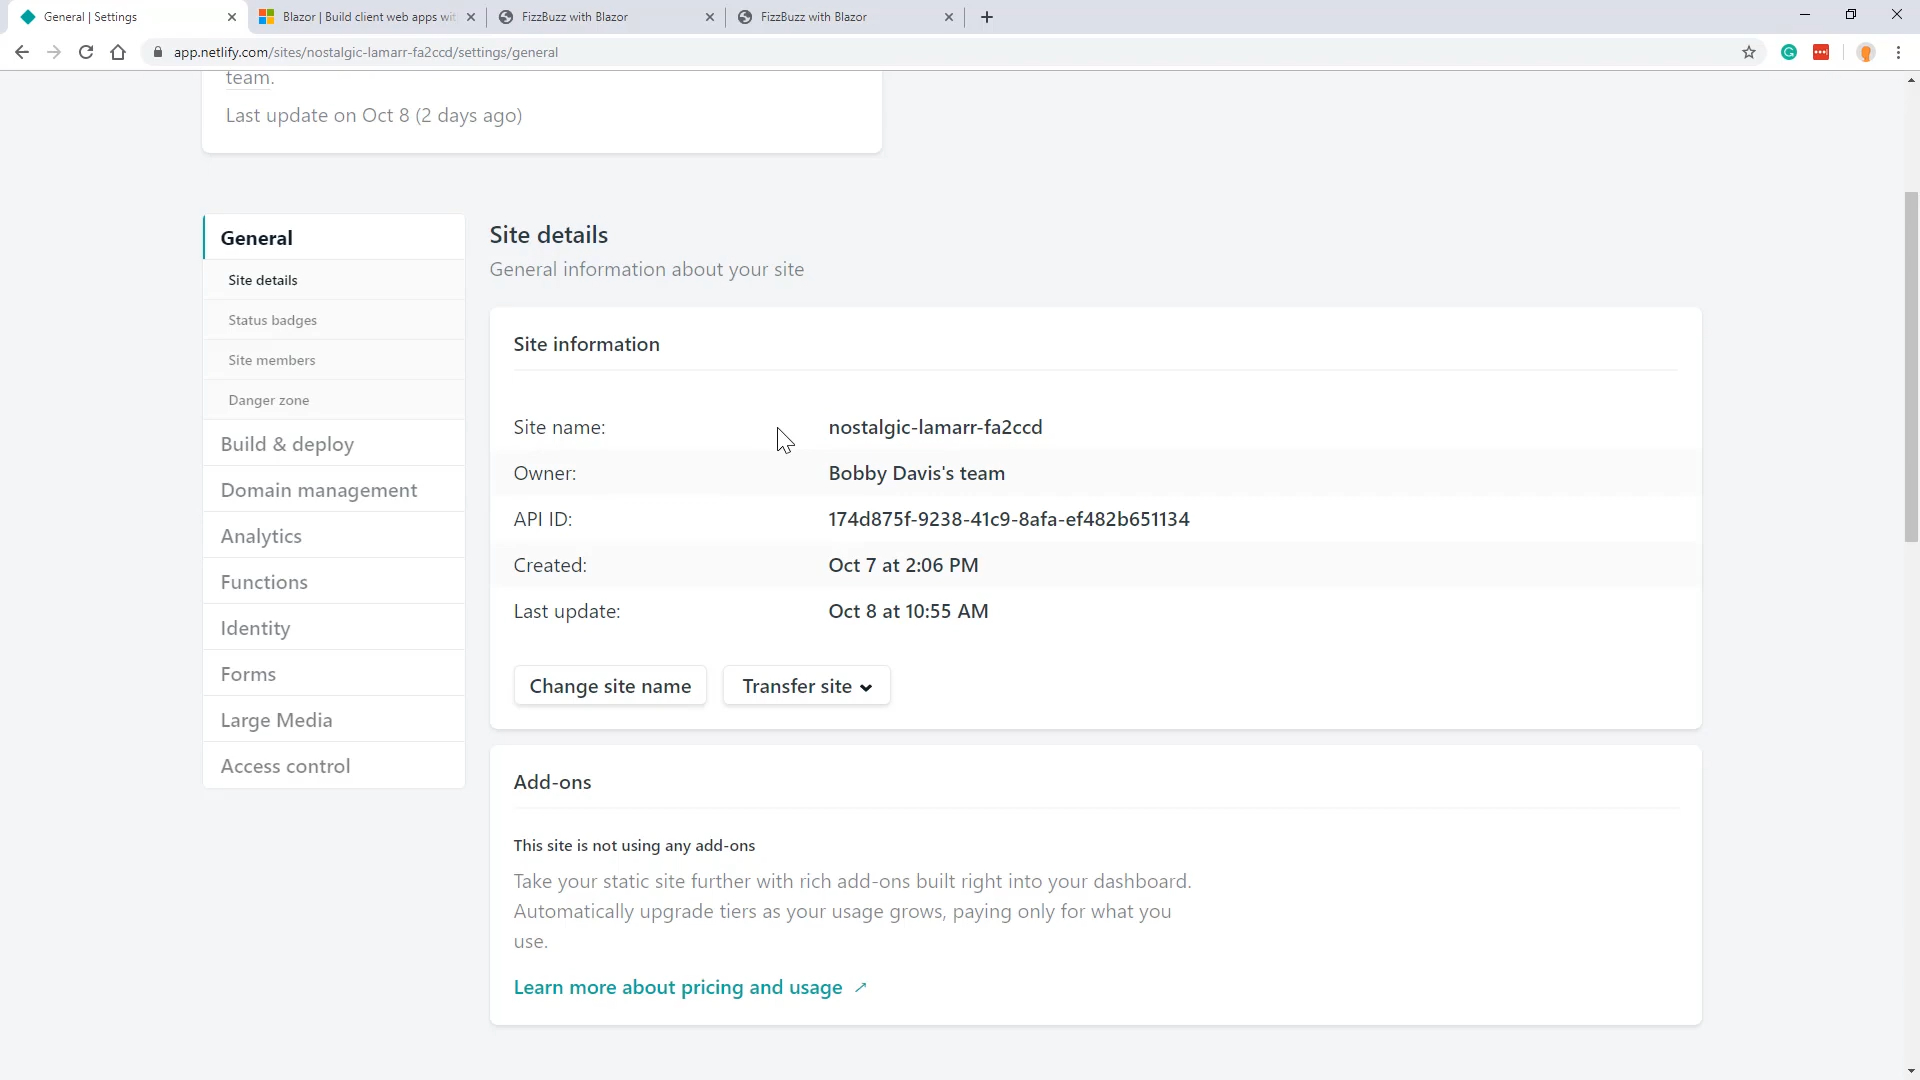 General | Settings
Blazor | Build client web apps wit
FizzBuzz with Blazor
FizzBuzz with Blazor
app.netlify.com/sites/nostalgic-lamarr-fa2ccd/settings/general
team.
Last update on Oct 8 (2 days ago)
General
Site details
Status badges
Site members
Danger zone
Build & deploy
Domain management
Analytics
Functions
Identity
Forms
Large Media
Access control
Site details
General information about your site
Site information
Site name: nostalgic-lamarr-fa2ccd
Owner: Bobby Davis's team
API ID: 174d875f-9238-41c9-8afa-ef482b651134
Created: Oct 7 at 2:06 PM
Last update: Oct 8 at 10:55 AM
Change site name
Transfer site
Add-ons
This site is not using any add-ons
Take your static site further with rich add-ons built right into your dashboard.
Automatically upgrade tiers as your usage grows, paying only for what you
use.
Learn more about pricing and usage